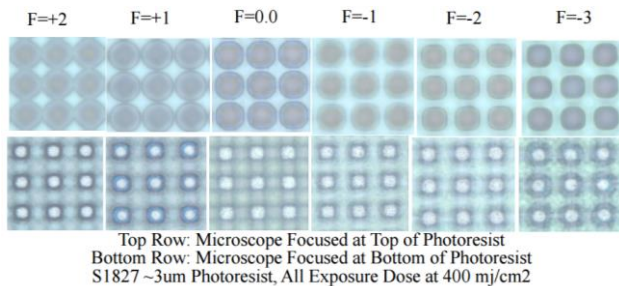 F=+2 F=+1 F=0.0 F=-1 F=-2 F=-3
Top Row: Microscope Focused at Top of Photoresist
Bottom Row: Microscope Focused at Bottom of Photoresist
S1827 ~3um Photoresist, All Exposure Dose at 400 mj/cm2